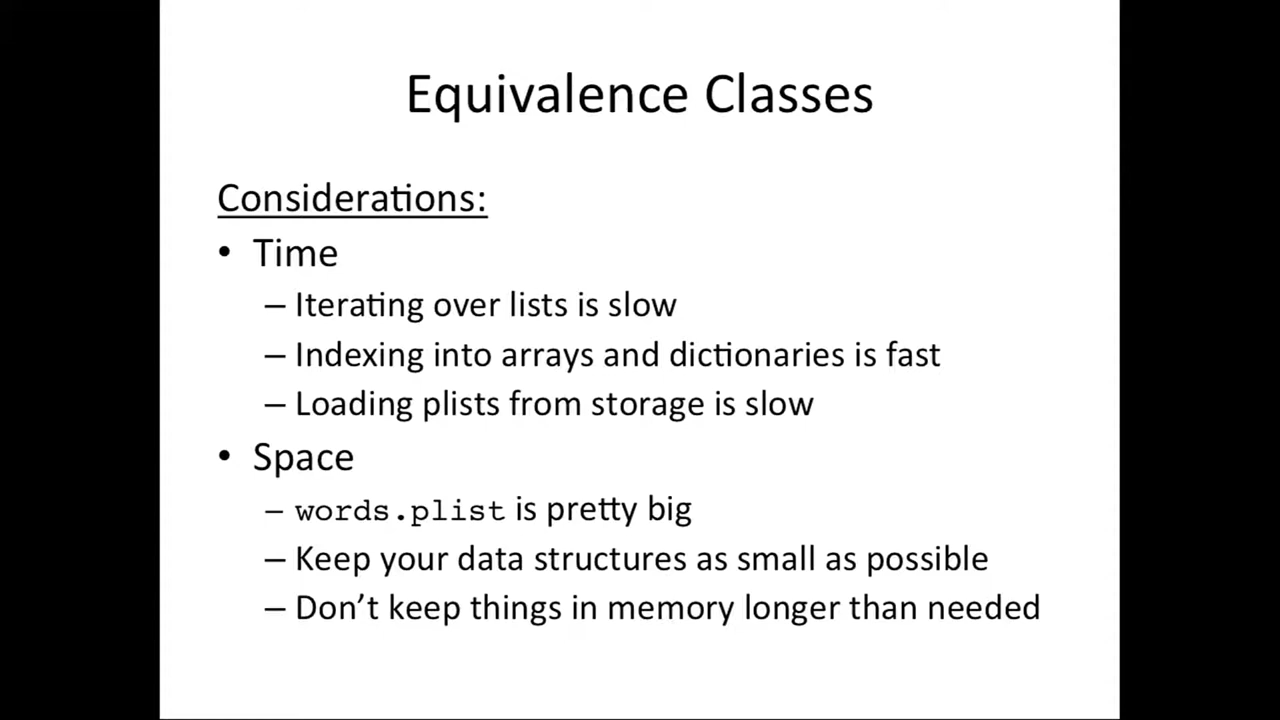 Equivalence Classes
Considerations:
• Time
– Iterating over lists is slow
– Indexing into arrays and dictionaries is fast
– Loading plists from storage is slow
• Space
– words.plist is pretty big
– Keep your data structures as small as possible
– Don’t keep things in memory longer than needed